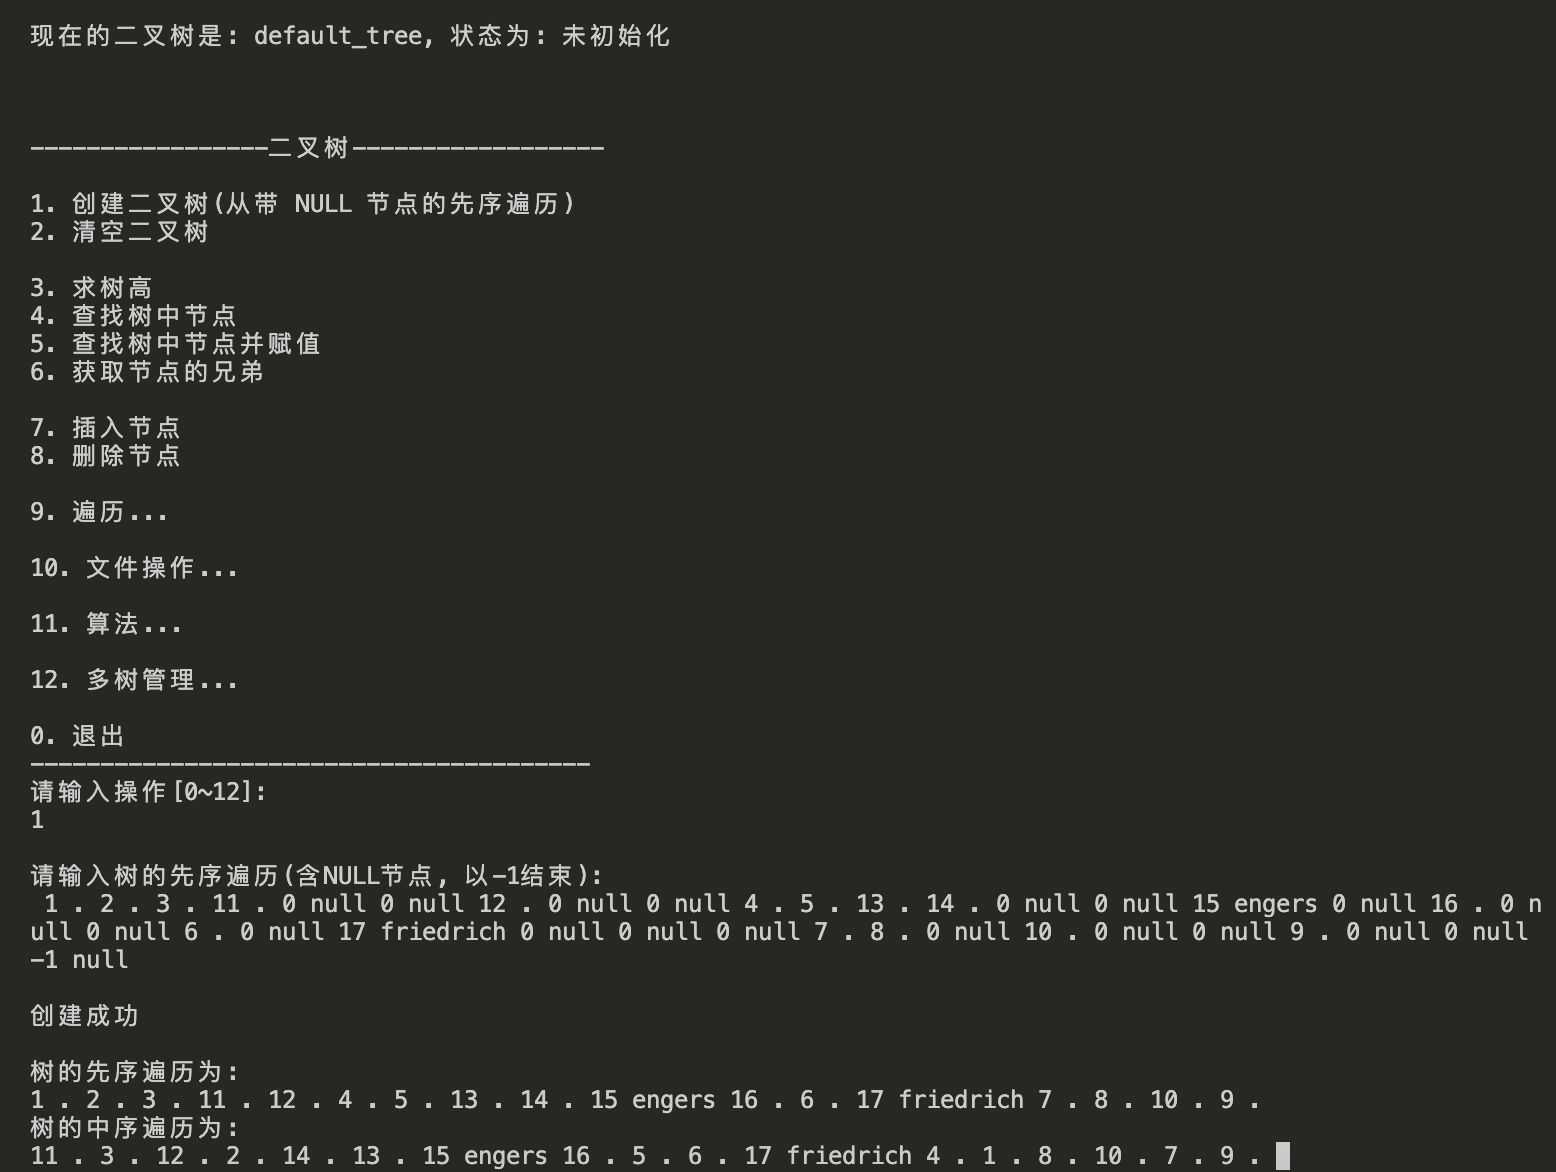 现在的二叉树是: default_tree, 状态为: 未初始化
-----------------二叉树------------------
1. 创建二叉树(从带 NULL 节点的先序遍历)
2. 清空二叉树
3. 求树高
4. 查找树中节点
5. 查找树中节点并赋值
6. 获取节点的兄弟
7. 插入节点
8. 删除节点
9. 遍历...
10. 文件操作...
11. 算法...
12. 多树管理...
0. 退出
----------------------------------------
请输入操作[0~12]:
1
请输入树的先序遍历(含NULL节点, 以-1结束):
1 . 2 . 3 . 11 . 0 null 0 null 12 . 0 null 0 null 4 . 5 . 13 . 14 . 0 null 0 null 15 engers 0 null 16 . 0 n
ull 0 null 6 . 0 null 17 friedrich 0 null 0 null 0 null 7 . 8 . 0 null 10 . 0 null 0 null 9 . 0 null 0 null
-1 null
创建成功
树的先序遍历为:
1 . 2 . 3 . 11 . 12 . 4 . 5 . 13 . 14 . 15 engers 16 . 6 . 17 friedrich 7 . 8 . 10 . 9 .
树的中序遍历为:
11 . 3 . 12 . 2 . 14 . 13 . 15 engers 16 . 5 . 6 . 17 friedrich 4 . 1 . 8 . 10 . 7 . 9 .